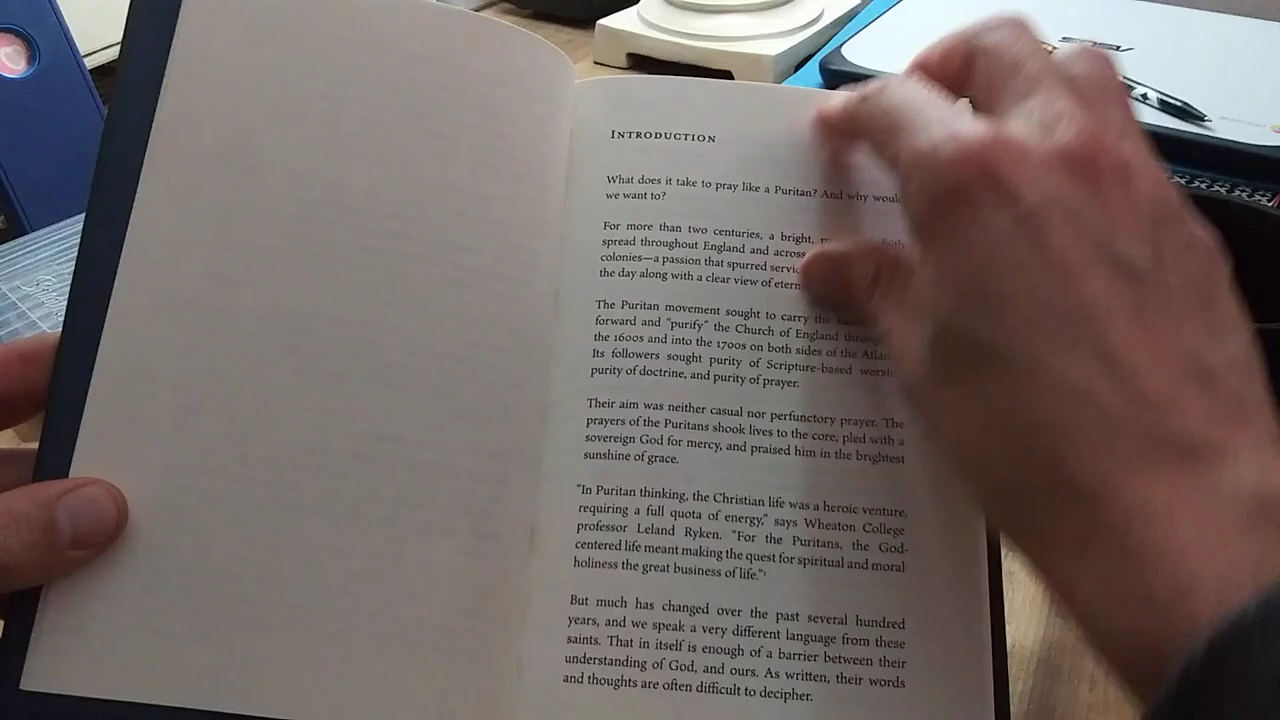 INTRODUCTION
What does it take to pray like a Puritan? And why
we want to?
For more than two centuries, a bright,
spread throughout England and across
colonies—a passion that spurred
the day along with a clear view of
The Puritan movement sought to carry the
forward and "purify" the Church of England
the 1600s and into the 1700s on both sides of the
Its followers sought purity of Scripture-based
purity of doctrine, and purity of prayer.
Their aim was neither casual nor perfunctory prayer. The
prayers of the Puritans shook lives to the core, pled with a
sovereign God for mercy, and praised him in the brightest
sunshine of grace.
"In Puritan thinking, the Christian life was a heroic venture,
requiring a full quota of energy," says Wheaton College
professor Leland Ryken. "For the Puritans, the God-
centered life meant making the quest for spiritual and moral
holiness the great business of life."¹
But much has changed over the past several hundred
years, and we speak a very different language from these
saints. That in itself is enough of a barrier between their
understanding of God, and ours. As written, their words
and thoughts are often difficult to decipher.